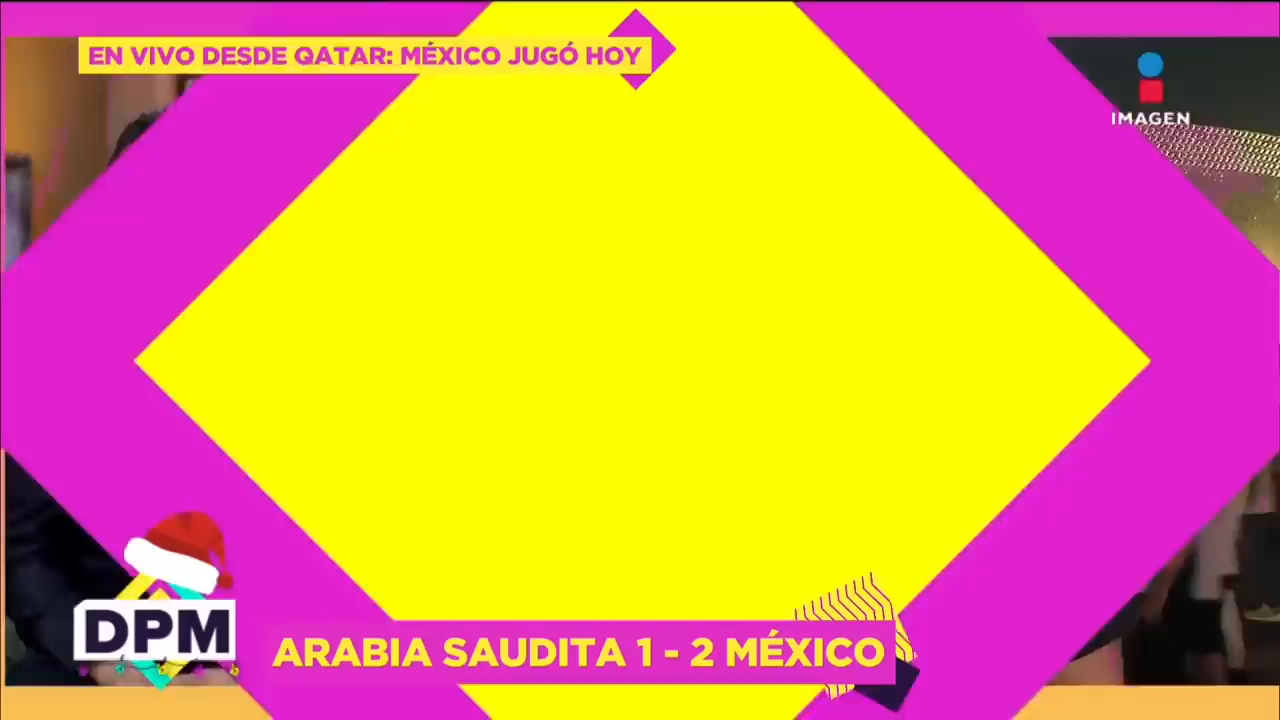 EN VIVO DESDE QATAR: MÉXICO JUGÓ HOY
IMAGEN
DPM
ARABIA SAUDITA 1 - 2 MÉXICO